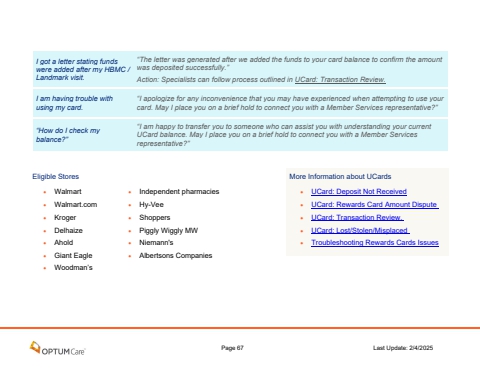 I got a letter stating funds
were added after my HBMC /
Landmark visit.
"The letter was generated after we added the funds to your card balance to confirm the amount
was deposited successfully."
Action: Specialists can follow process outlined in UCard: Transaction Review.
I am having trouble with
using my card.
"I apologize for any inconvenience that you may have experienced when attempting to use your
card. May I place you on a brief hold to connect you with a Member Services representative?"
"How do I check my
balance?"
"I am happy to transfer you to someone who can assist you with understanding your current
UCard balance. May I place you on a brief hold to connect you with a Member Services
representative?"
Eligible Stores
• Walmart
• Walmart.com
• Kroger
• Delhaize
• Ahold
• Giant Eagle
• Woodman's
• Independent pharmacies
• Hy-Vee
• Shoppers
• Piggly Wiggly MW
• Niemann's
• Albertsons Companies
More Information about UCards
• UCard: Deposit Not Received
• UCard: Rewards Card Amount Dispute
• UCard: Transaction Review.
• UCard: Lost/Stolen/Misplaced
• Troubleshooting Rewards Cards Issues
OPTUMCare
Page 67
Last Update: 2/4/2025